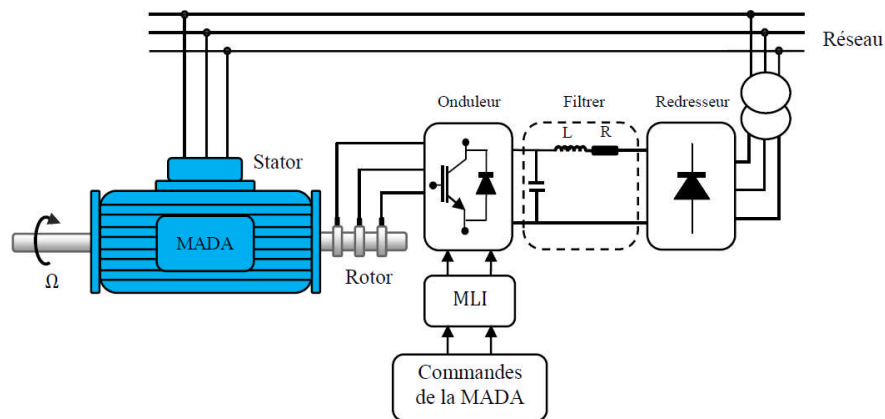 Réseau
Onduleur
Filtrer
Redresseur
L
R
Stator
MADA
Ω
Rotor
MLI
Commandes
de la MADA